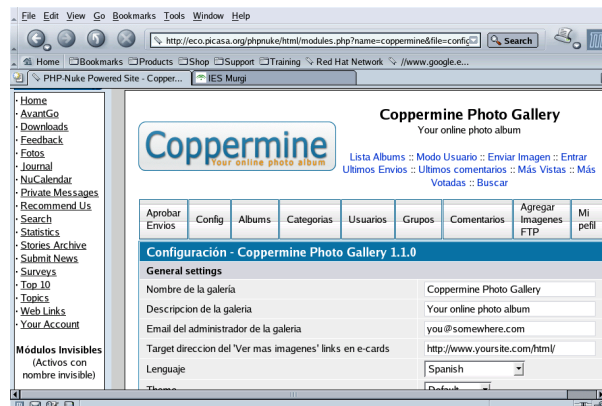 File Edit View Go Bookmarks Tools Window Help
http://eco.picasa.org/phpnuke/html/modules.php?name=coppermine&file=config Search
Home Bookmarks Products Shop Support Training Red Hat Network //www.google.e...
PHP-Nuke Powered Site - Copper... IES Murgi
· Home
· AvantGo
· Downloads
· Feedback
· Fotos
· Journal
· NuCalendar
· Private Messages
· Recommend Us
· Search
· Statistics
· Stories Archive
· Submit News
· Surveys
· Top 10
· Topics
· Web Links
· Your Account
Módulos Invisibles
(Activos con
nombre invisible)
Coppermine
Your online photo album
Coppermine Photo Gallery
Your online photo album
Lista Albums :: Modo Usuario :: Enviar Imagen :: Entrar
Ultimos Envios :: Ultimos comentarios :: Más Vistas :: Más
Votadas :: Buscar
Aprobar Envios Config Albums Categorias Usuarios Grupos Comentarios Agregar Imagenes FTP Mi pefil
Configuración - Coppermine Photo Gallery 1.1.0
General settings
Nombre de la galería Coppermine Photo Gallery
Descripcion de la galeria Your online photo album
Email del administrador de la galeria you@somewhere.com
Target direccion del 'Ver mas imagenes' links en e-cards http://www.yoursite.com/html/
Lenguaje Spanish
Theme Default